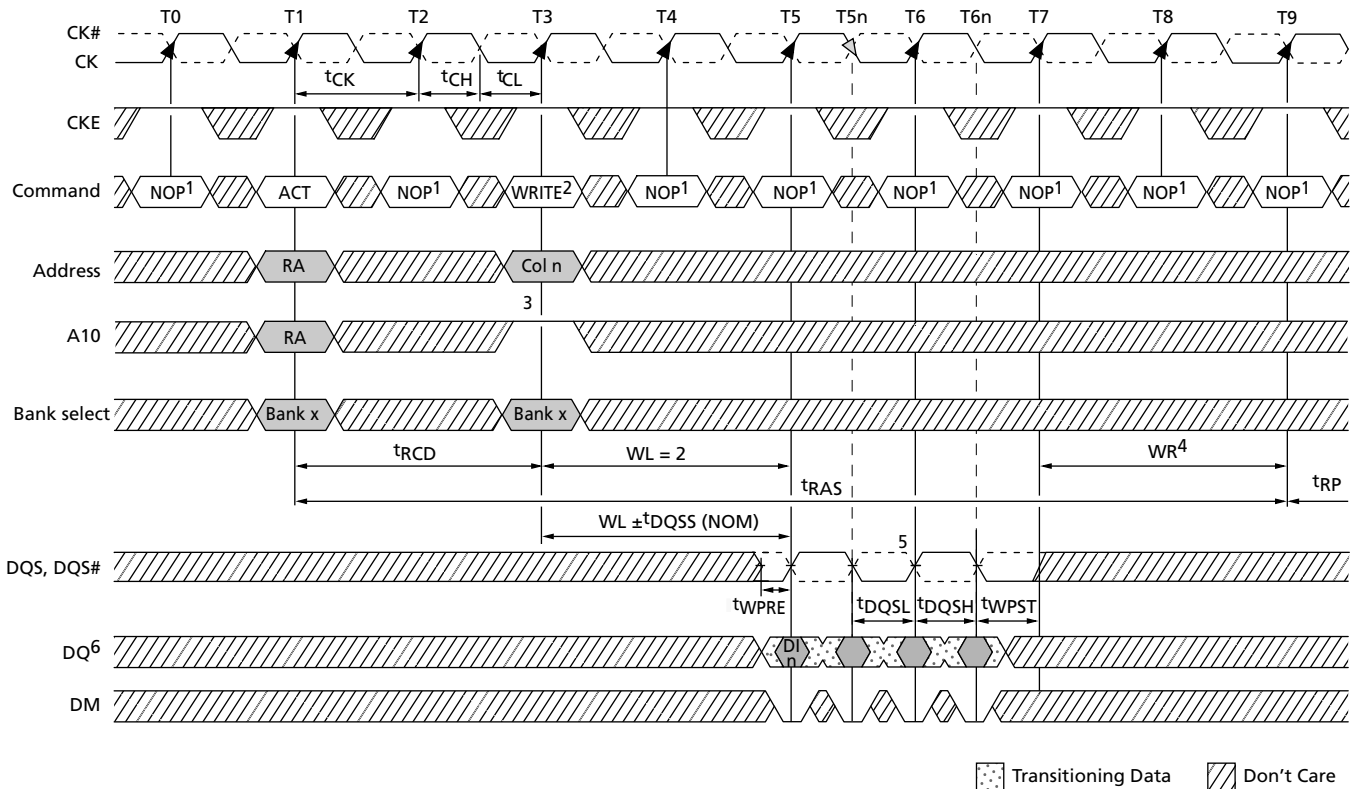 T0 T1 T2 T3 T4 T5 T5n T6 T6n T7 T8 T9
CK#
CK
tCK tCH tCL
CKE
Command NOP1 ACT NOP1 WRITE2 NOP1 NOP1 NOP1 NOP1 NOP1 NOP1
Address RA Col n
3
A10 RA
Bank select Bank x Bank x
tRCD WL = 2 WR4
tRAS tRP
WL ±tDQSS (NOM)
5
DQS, DQS#
tWPRE tDQSL tDQSH tWPST
DQ6 DI
n
DM
Transitioning Data Don't Care